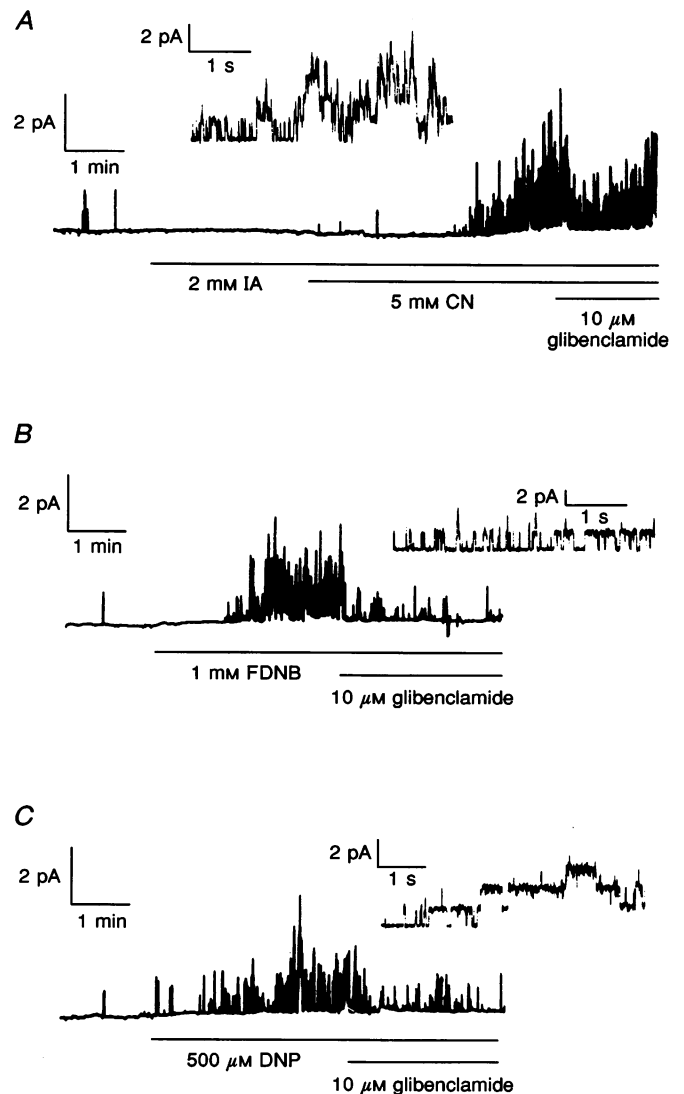 A
2 pA
1 s
2 pA
1 min
2 mM IA
5 mM CN
10 μM
glibenclamide
B
2 pA
1 min
2 pA
1 s
1 mM FDNB
10 μM glibenclamide
C
2 pA
1 min
2 pA
1 s
500 μM DNP
10 μM glibenclamide